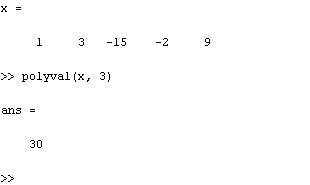 x =
1 3 -15 -2 9
>> polyval(x, 3)
ans =
30
>>